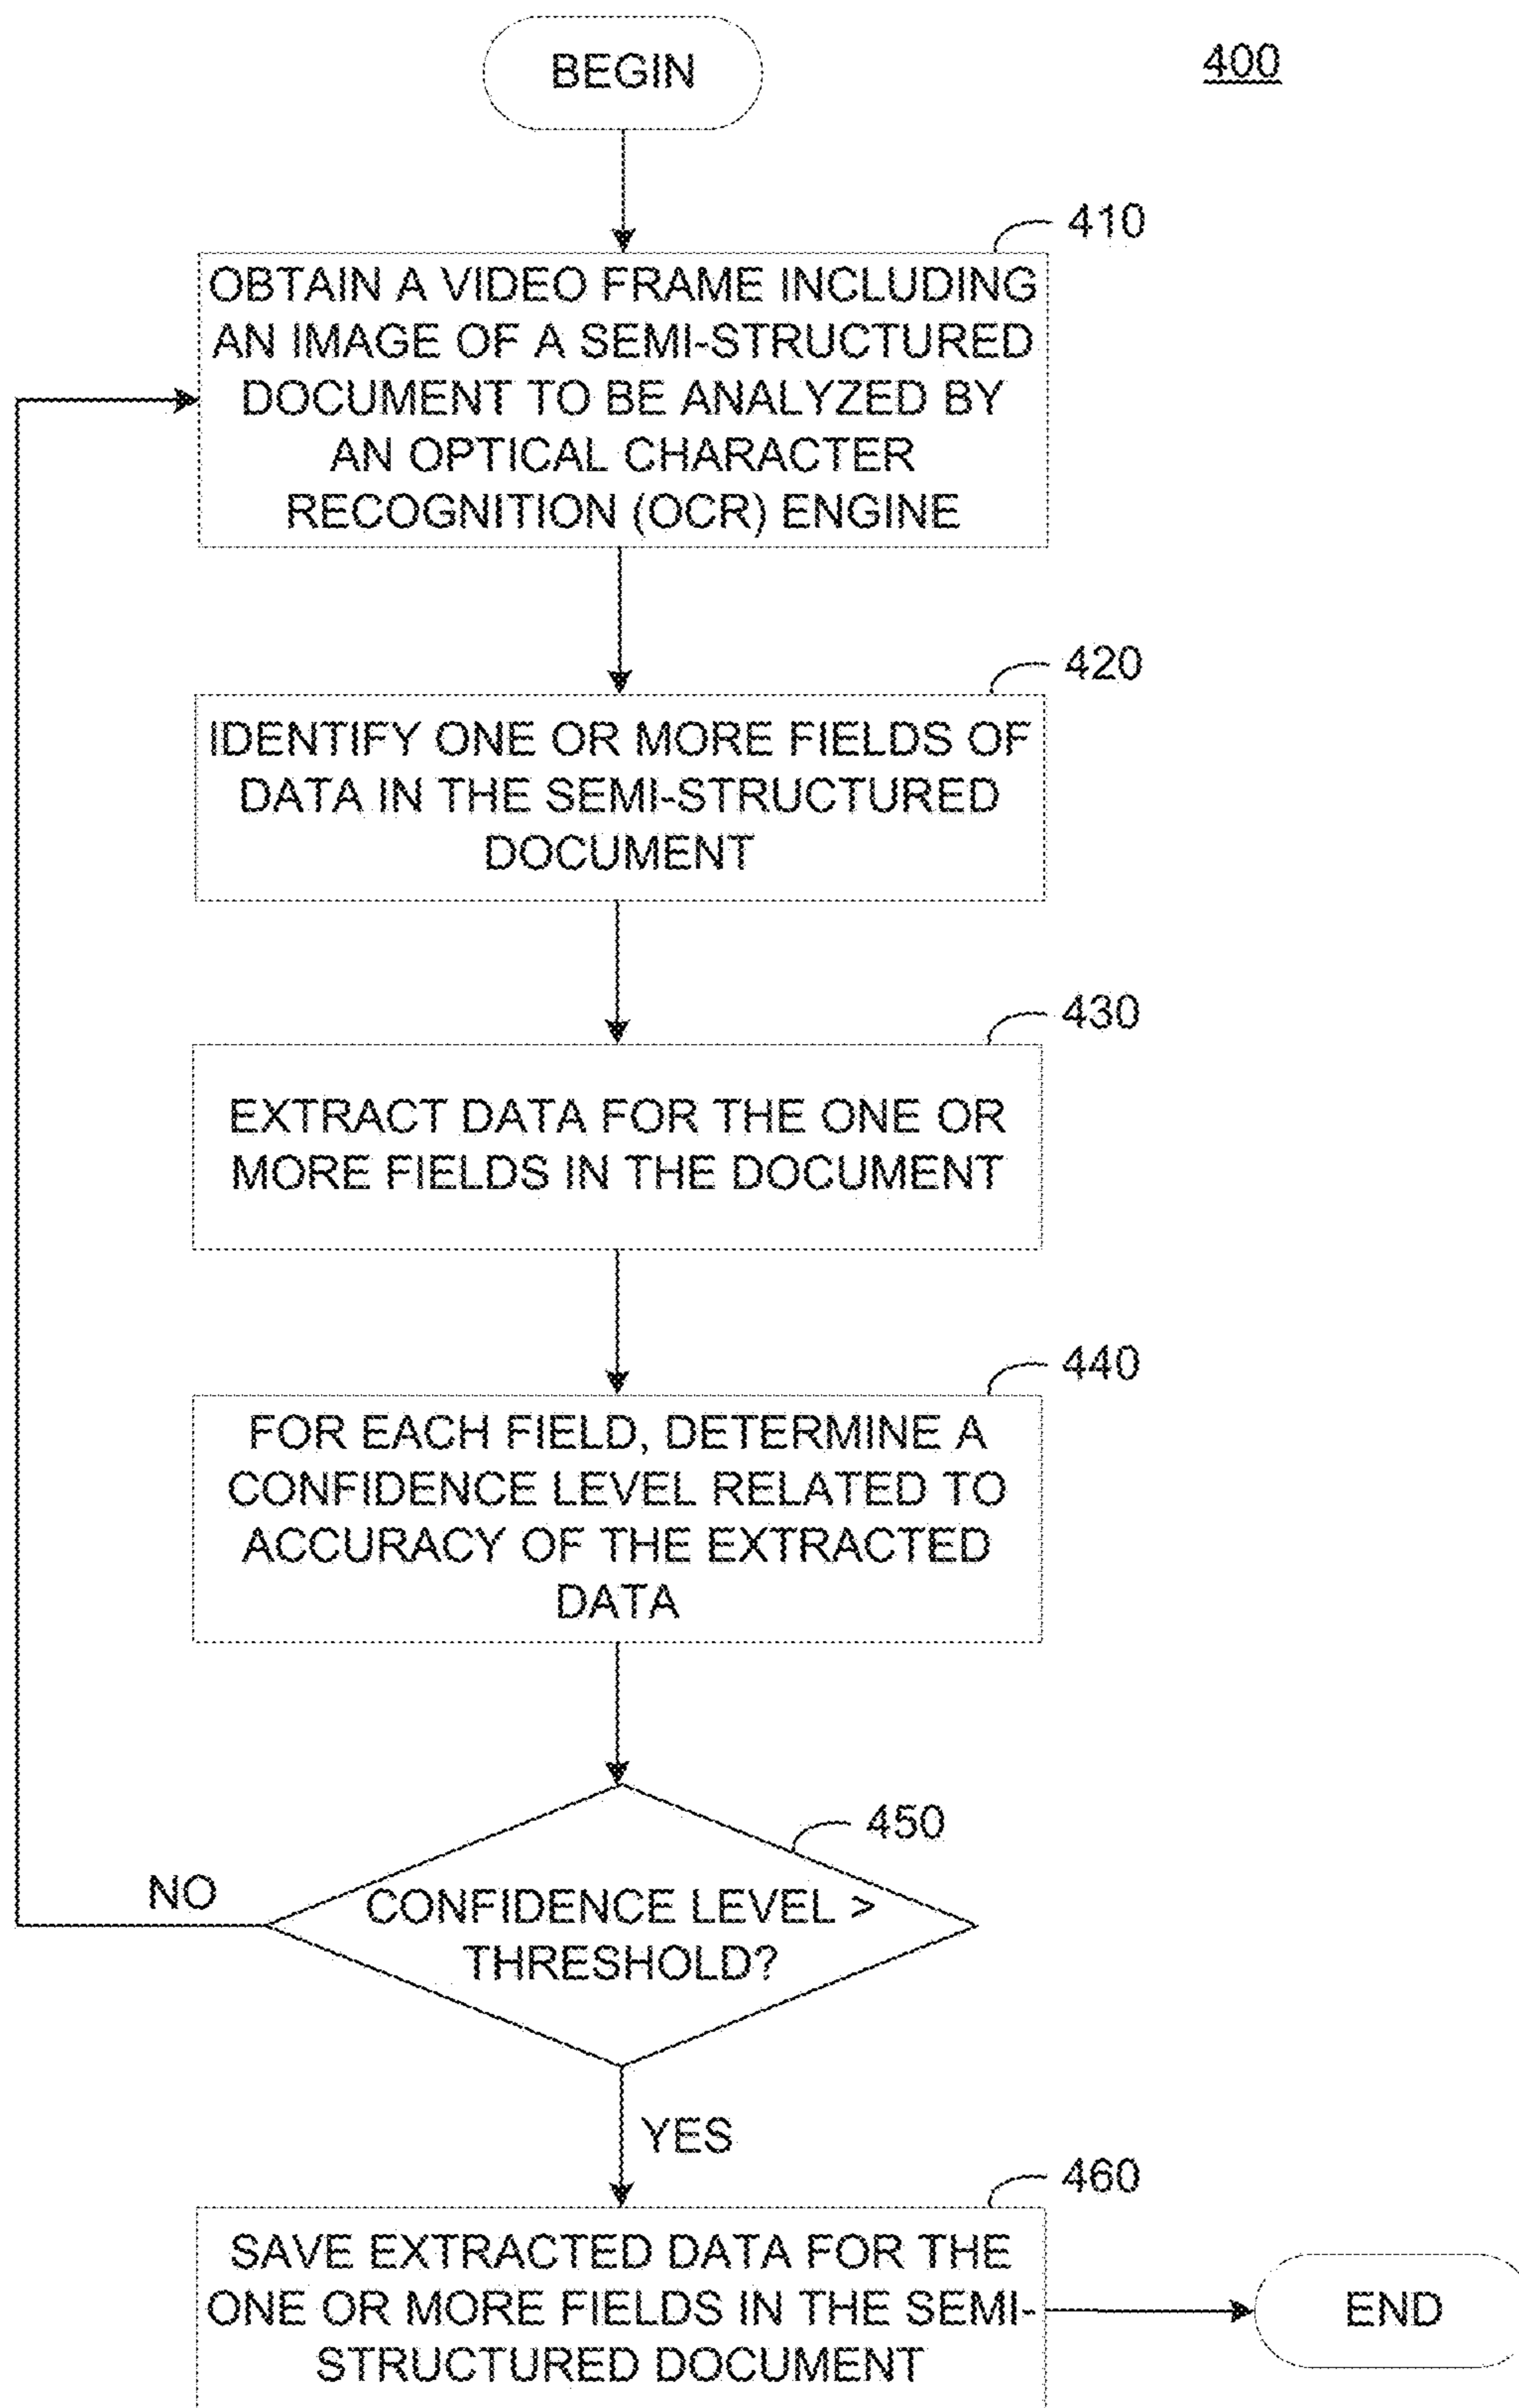 BEGIN
400
410
OBTAIN A VIDEO FRAME INCLUDING
AN IMAGE OF A SEMI-STRUCTURED
DOCUMENT TO BE ANALYZED BY
AN OPTICAL CHARACTER
RECOGNITION (OCR) ENGINE
420
IDENTIFY ONE OR MORE FIELDS OF
DATA IN THE SEMI-STRUCTURED
DOCUMENT
430
EXTRACT DATA FOR THE ONE OR
MORE FIELDS IN THE DOCUMENT
440
FOR EACH FIELD, DETERMINE A
CONFIDENCE LEVEL RELATED TO
ACCURACY OF THE EXTRACTED
DATA
450
NO
CONFIDENCE LEVEL >
THRESHOLD?
YES
460
SAVE EXTRACTED DATA FOR THE
ONE OR MORE FIELDS IN THE SEMI-
STRUCTURED DOCUMENT
END